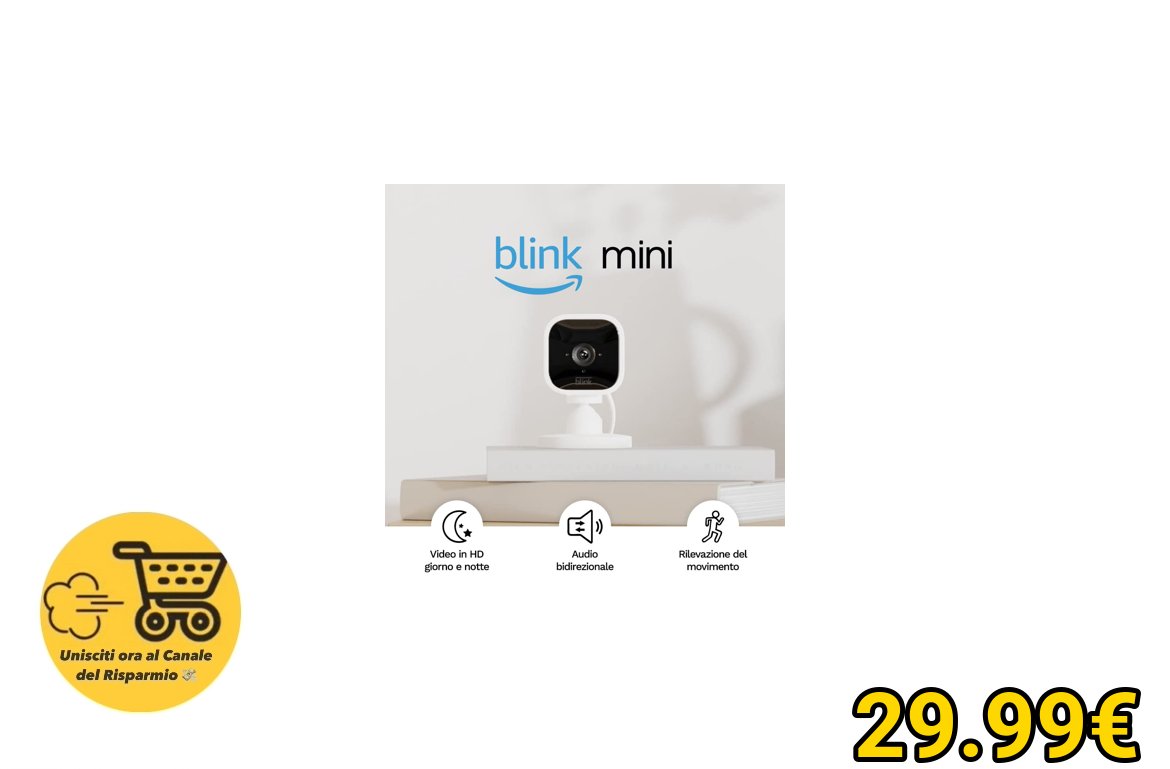 blink mini
blink
Video in HD
giorno e notte
Audio
bidirezionale
Rilevazione del
movimento
Unisciti ora al Canale
del Risparmio 💸
29.99€